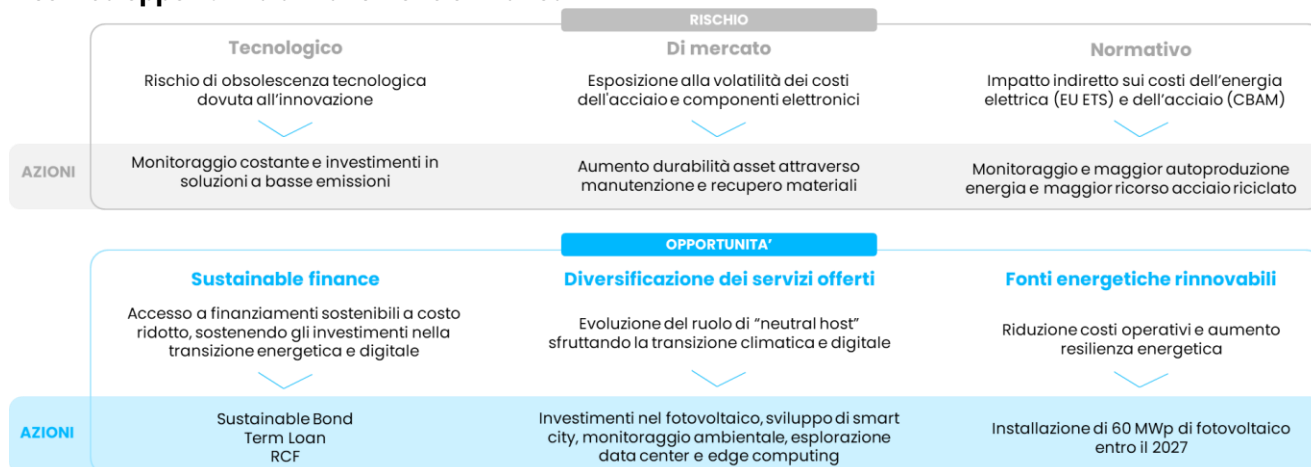 RISCHIO
Tecnologico
Rischio di obsolescenza tecnologica
dovuta all'innovazione
Di mercato
Esposizione alla volatilità dei costi
dell'acciaio e componenti elettronici
Normativo
Impatto indiretto sui costi dell'energia
elettrica (EU ETS) e dell'acciaio (CBAM)
AZIONI
Monitoraggio costante e investimenti in
soluzioni a basse emissioni
Aumento durabilità asset attraverso
manutenzione e recupero materiali
Monitoraggio e maggior autoproduzione
energia e maggior ricorso acciaio riciclato
OPPORTUNITA'
Sustainable finance
Accesso a finanziamenti sostenibili a costo
ridotto, sostenendo gli investimenti nella
transizione energetica e digitale
Diversificazione dei servizi offerti
Evoluzione del ruolo di “neutral host”
sfruttando la transizione climatica e digitale
Fonti energetiche rinnovabili
Riduzione costi operativi e aumento
resilienza energetica
AZIONI
Sustainable Bond
Term Loan
RCF
Investimenti nel fotovoltaico, sviluppo di smart
city, monitoraggio ambientale, esplorazione
data center e edge computing
Installazione di 60 MWp di fotovoltaico
entro il 2027